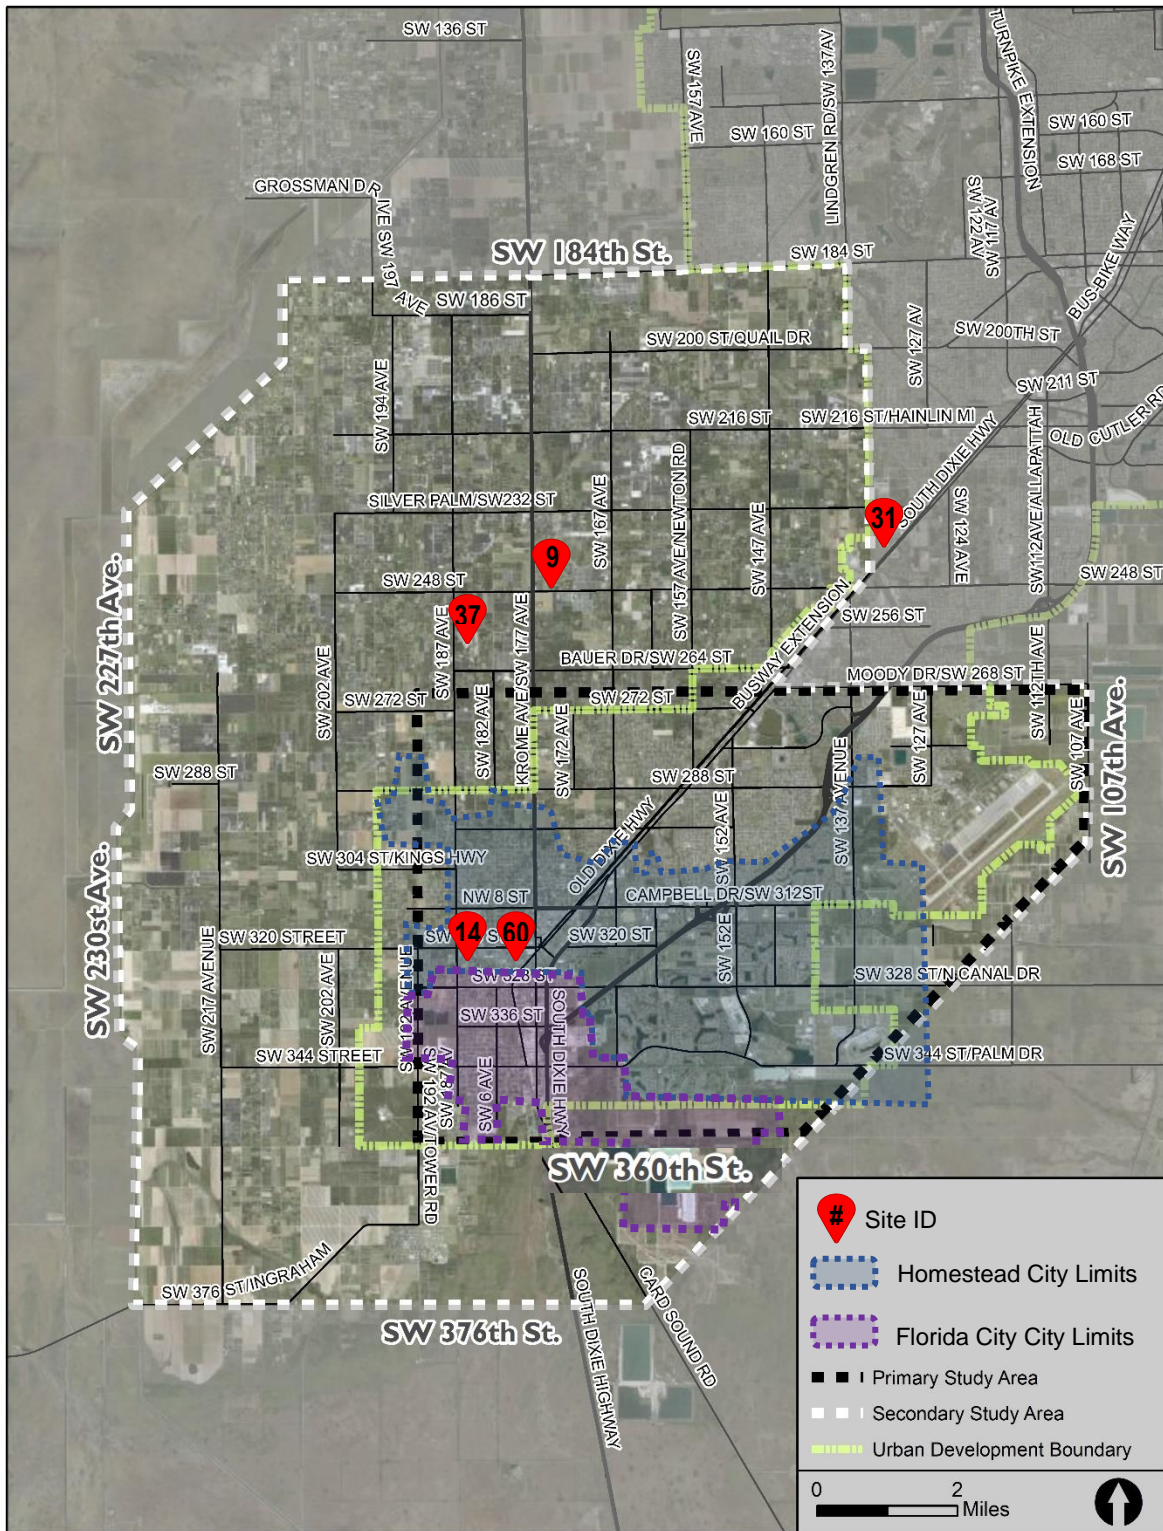 SW 136 ST
SW 157 AVE
LINDGREN RD/SW 137AV
TURNPIKE EXTENSION
SW 160 ST
SW 160 ST
SW 168 ST
GROSSMAN DR
IVE SW 197 AVE
SW 122 AV
SW 117 AV
BUS-BIKE WAY
SW 184th St.
SW 184 ST
SW 186 ST
SW 200 ST/QUAIL DR
SW 127 AV
SW 200TH ST
SW 194 AVE
SW 211 ST
SW 216 ST
SW 216 ST/HAINLIN MI
OLD CUTLER RD
SOUTH DIXIE HWY
SILVER PALM/SW232 ST
SW 167 AVE
SW 157 AVE/NEWTON RD
SW 147 AVE
31
SW 124 AVE
SW112AVE/ALLAPATTAH
9
SW 248 ST
SW 248 ST
37
SW 187 AVE
KROME AVE/SW 177 AVE
SW 256 ST
BUSWAY EXTENSION
SW 227th Ave.
SW 202 AVE
BAUER DR/SW 264 ST
MOODY DR/SW 268 ST
SW 112TH AVE
SW 272 ST
SW 272 ST
SW 182 AVE
SW 172 AVE
SW 127 AVE
SW 107 AVE
SW 107th Ave.
SW 288 ST
SW 288 ST
SW 152 AVE
SW 137 AVENUE
OLD DIXIE HWY
SW 304 ST/KINGS HWY
SW 230st Ave.
NW 8 ST
CAMPBELL DR/SW 312ST
14
60
SW 320 STREET
SW 320 ST
SW 152E
SW 217 AVENUE
SW 202 AVE
SW 192 AVENUE
SW 328 ST
SW 328 ST/N.CANAL DR
SW 336 ST
SOUTH DIXIE HWY
SW 344 STREET
SW 344 ST/PALM DR
SW 192 AV/TOWER RD
SW 187 AV
SW 6 AVE
SW 360th St.
SW 376 ST/INGRAHAM
SW 376th St.
SOUTH DIXIE HIGHWAY
CARD SOUND RD
# Site ID
Homestead City Limits
Florida City City Limits
Primary Study Area
Secondary Study Area
Urban Development Boundary
0 2
Miles